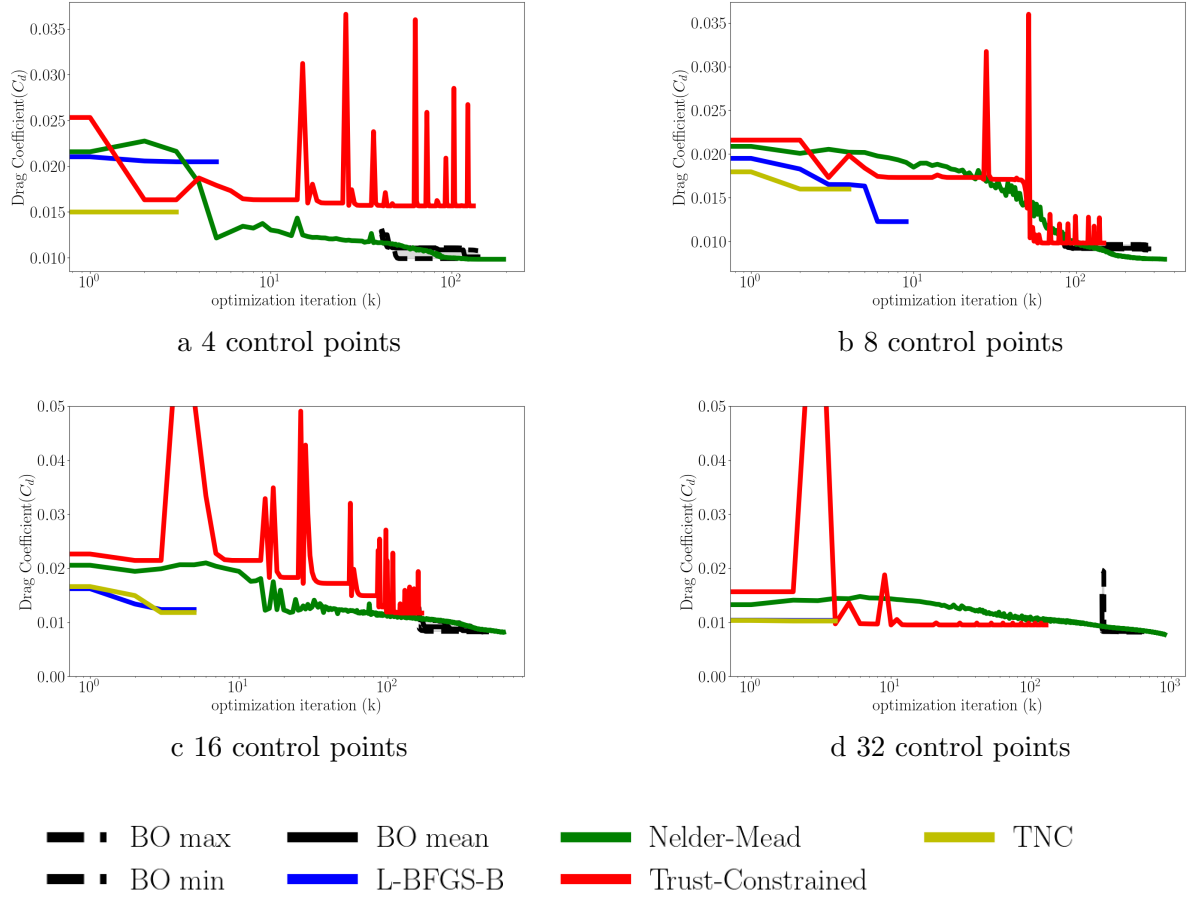 0.035
0.030
0.025
0.020
0.015
0.010
Drag Coefficient(C_d)
10^0
10^1
10^2
optimization iteration (k)
a 4 control points
0.035
0.030
0.025
0.020
0.015
0.010
Drag Coefficient(C_d)
10^0
10^1
10^2
optimization iteration (k)
b 8 control points
0.05
0.04
0.03
0.02
0.01
0.00
Drag Coefficient(C_d)
10^0
10^1
10^2
optimization iteration (k)
c 16 control points
0.05
0.04
0.03
0.02
0.01
0.00
Drag Coefficient(C_d)
10^0
10^1
10^2
10^3
optimization iteration (k)
d 32 control points
BO max
BO mean
Nelder-Mead
TNC
BO min
L-BFGS-B
Trust-Constrained